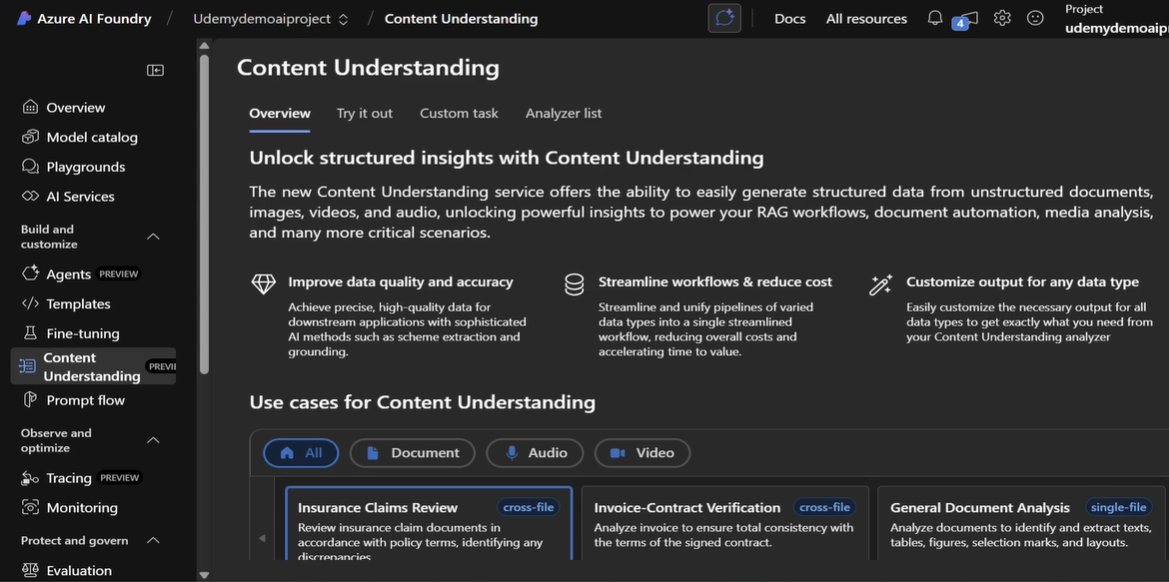 Azure AI Foundry / Udemydemoaiproject / Content Understanding
Docs All resources 4 Project
udemydemoaipr
Overview
Model catalog
Playgrounds
AI Services
Build and
customize
Agents PREVIEW
Templates
Fine-tuning
Content
Understanding PREVI
Prompt flow
Observe and
optimize
Tracing PREVIEW
Monitoring
Protect and govern
Evaluation
Content Understanding
Overview Try it out Custom task Analyzer list
Unlock structured insights with Content Understanding
The new Content Understanding service offers the ability to easily generate structured data from unstructured documents,
images, videos, and audio, unlocking powerful insights to power your RAG workflows, document automation, media analysis,
and many more critical scenarios.
Improve data quality and accuracy
Achieve precise, high-quality data for
downstream applications with sophisticated
AI methods such as scheme extraction and
grounding.
Streamline workflows & reduce cost
Streamline and unify pipelines of varied
data types into a single streamlined
workflow, reducing overall costs and
accelerating time to value.
Customize output for any data type
Easily customize the necessary output for all
data types to get exactly what you need from
your Content Understanding analyzer
Use cases for Content Understanding
All Document Audio Video
Insurance Claims Review cross-file
Review insurance claim documents in
accordance with policy terms, identifying any
discrepancies
Invoice-Contract Verification cross-file
Analyze invoice to ensure total consistency with
the terms of the signed contract.
General Document Analysis single-file
Analyze documents to identify and extract texts,
tables, figures, selection marks, and layouts.